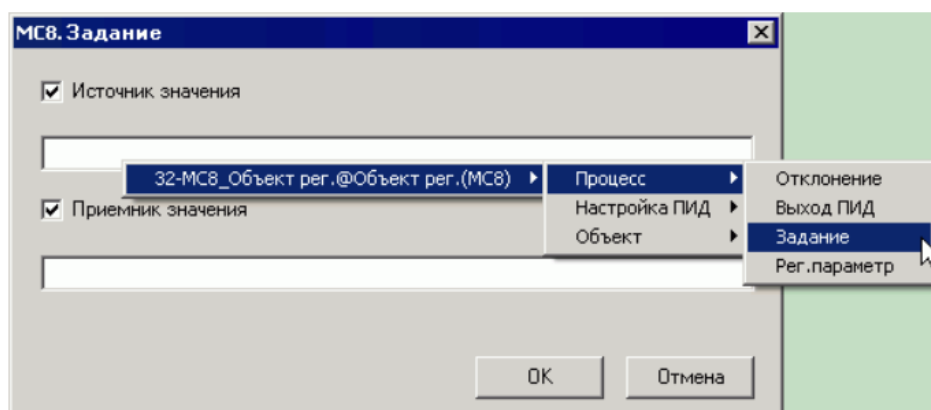 МС8. Задание
Источник значения
32-МС8_Объект рег.@Объект рег.(МС8)
Процесс
Отклонение
Приемник значения
Настройка ПИД
Выход ПИД
Объект
Задание
Рег.параметр
OK
Отмена